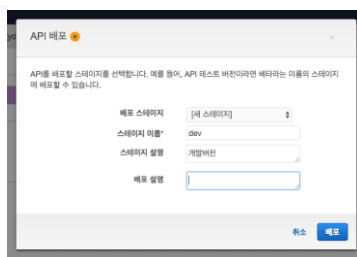 API 배포
API를 배포할 스테이지를 선택합니다. 예를 들어, API 테스트 버전이라면 베타라는 이름의 스테이지
에 배포할 수 있습니다.
배포 스테이지 [새 스테이지]
스테이지 이름* dev
스테이지 설명 개발버전
배포 설명
취소 배포